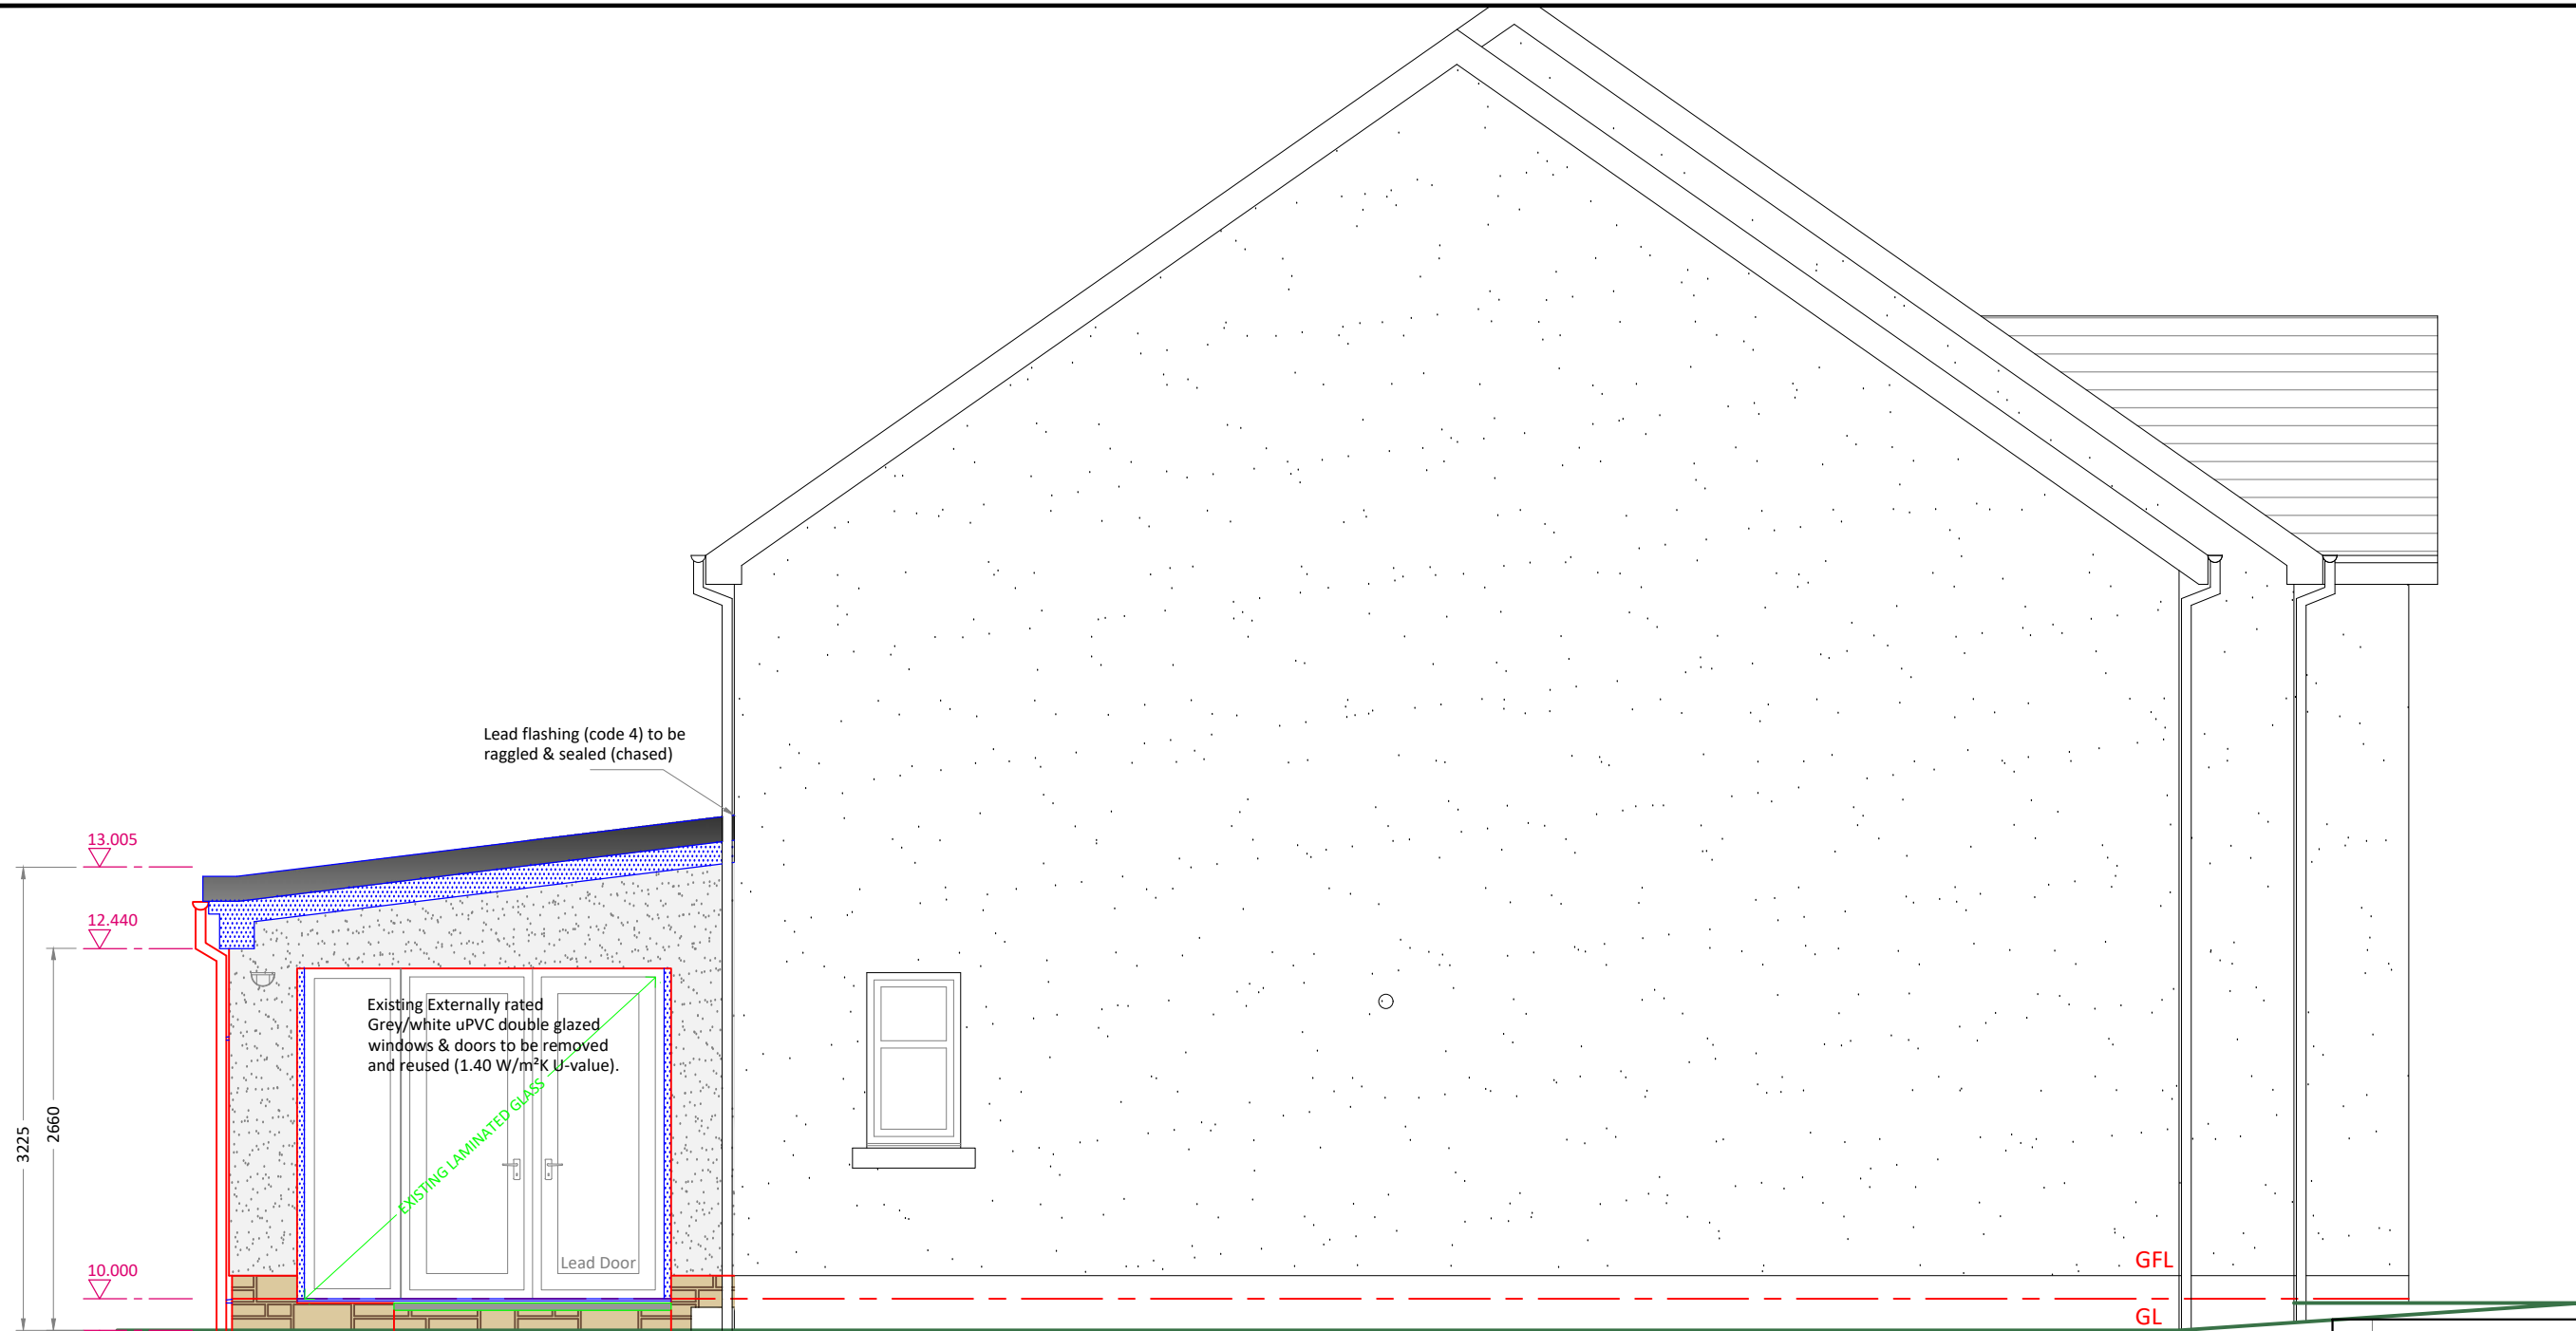 Lead flashing (code 4) to be
raggled & sealed (chased)
13.005
12.440
Existing Externally rated
Grey/white uPVC double glazed
windows & doors to be removed
and reused (1.40 W/m²K U-value).
EXISTING LAMINATED GLASS
3225
2660
Lead Door
10.000
GFL
GL